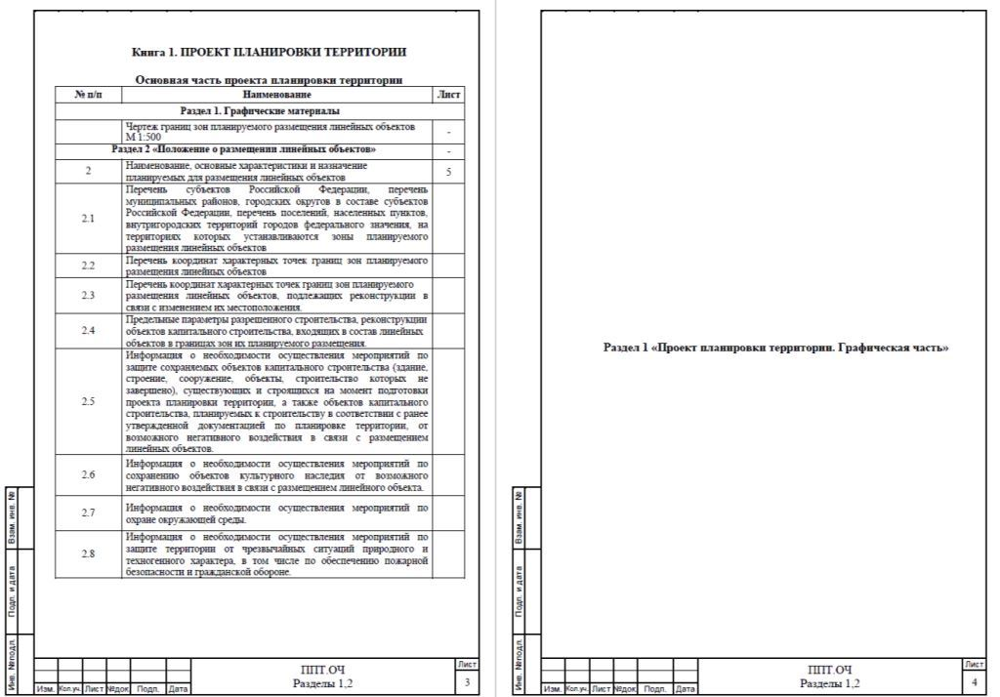 Книга 1. ПРОЕКТ ПЛАНИРОВКИ ТЕРРИТОРИИ
Основная часть проекта планировки территории
№ п/п Наименование Лист
Раздел 1. Графические материалы
Чертеж границ зон планируемого размещения линейных объектов
М 1:500 -
Раздел 2 «Положение о размещении линейных объектов» -
2 Наименование, основные характеристики и назначение
планируемых для размещения линейных объектов 5
2.1 Перечень субъектов Российской Федерации, перечень
муниципальных районов, городских округов в составе субъектов
Российской Федерации, перечень поселений, населенных пунктов,
внутригородских территорий городов федерального значения, на
территориях которых устанавливаются зоны планируемого
размещения линейных объектов
2.2 Перечень координат характерных точек границ зон планируемого
размещения линейных объектов
2.3 Перечень координат характерных точек границ зон планируемого
размещения линейных объектов, подлежащих реконструкции в
связи с изменением их местоположения.
2.4 Предельные параметры разрешенного строительства, реконструкции
объектов капитального строительства, входящих в состав линейных
объектов в границах зон их планируемого размещения.
2.5 Информация о необходимости осуществления мероприятий по
защите сохраняемых объектов капитального строительства (здание,
строение, сооружение, объекты, строительство которых не
завершено), существующих и строящихся на момент подготовки
проекта планировки территории, а также объектов капитального
строительства, планируемых к строительству в соответствии с ранее
утвержденной документацией по планировке территории, от
возможного негативного воздействия в связи с размещением
линейных объектов.
2.6 Информация о необходимости осуществления мероприятий по
сохранению объектов культурного наследия от возможного
негативного воздействия в связи с размещением линейного объекта.
2.7 Информация о необходимости осуществления мероприятий по
охране окружающей среды.
2.8 Информация о необходимости осуществления мероприятий по
защите территории от чрезвычайных ситуаций природного и
техногенного характера, в том числе по обеспечению пожарной
безопасности и гражданской обороне.
Взам. инв. №
Подп. и дата
Инв. №подл.
Изм. Кол.уч. Лист №док Подп. Дата
ППТ.ОЧ
Разделы 1,2
Лист
3
Раздел 1 «Проект планировки территории. Графическая часть»
Взам. инв. №
Подп. и дата
Инв. №подл.
Изм. Кол.уч. Лист №док Подп. Дата
ППТ.ОЧ
Разделы 1,2
Лист
4